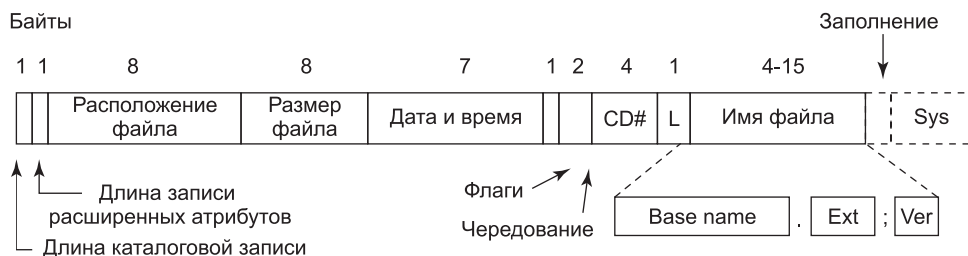 Байты
Заполнение
1 1 8 8 7 1 2 4 1 4-15
Расположение файла
Размер файла
Дата и время
CD#
L
Имя файла
Sys
Длина записи
расширенных атрибутов
Длина каталоговой записи
Флаги
Чередование
Base name . Ext ; Ver